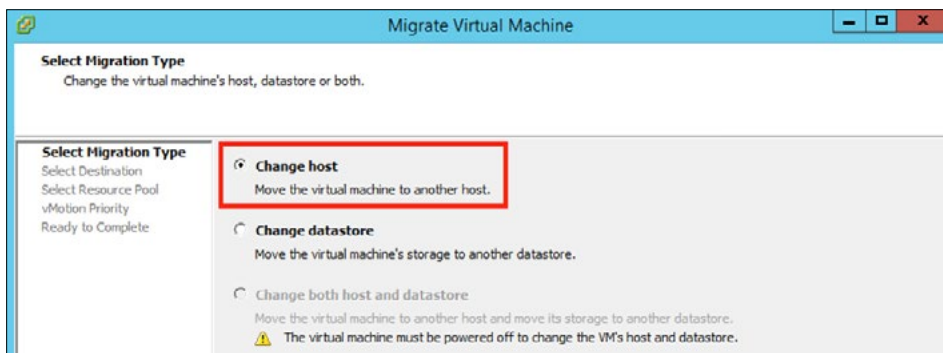 Migrate Virtual Machine
Select Migration Type
Change the virtual machine's host, datastore or both.
Select Migration Type
Select Destination
Select Resource Pool
vMotion Priority
Ready to Complete
Change host
Move the virtual machine to another host.
Change datastore
Move the virtual machine's storage to another datastore.
Change both host and datastore
Move the virtual machine to another host and move its storage to another datastore.
The virtual machine must be powered off to change the VM's host and datastore.